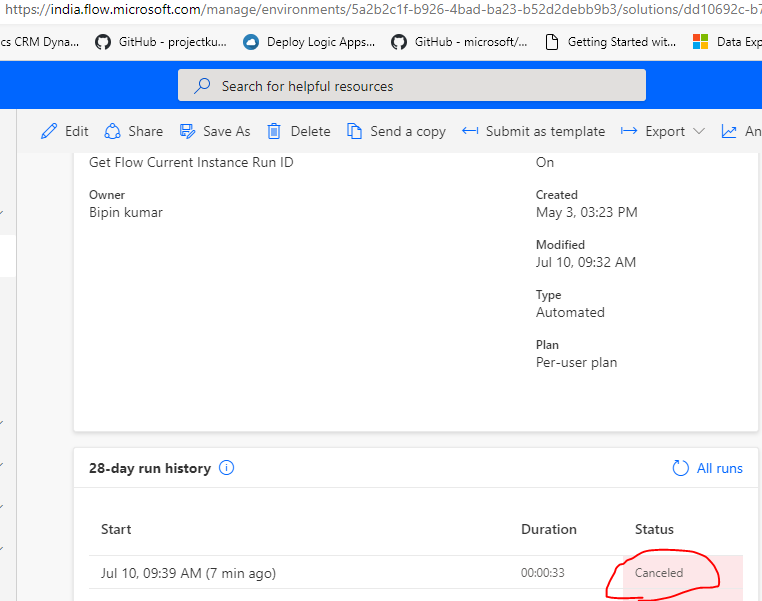 https://india.flow.microsoft.com/manage/environments/5a2b2c1f-b926-4bad-ba23-b52d2debb9b3/solutions/dd10692c-b7
cs CRM Dyna... GitHub - projectku... Deploy Logic Apps... GitHub - microsoft/... Getting Started wit... Data Exp
Search for helpful resources
Edit Share Save As Delete Send a copy Submit as template Export An
Get Flow Current Instance Run ID On
Owner Created
Bipin kumar May 3, 03:23 PM
Modified
Jul 10, 09:32 AM
Type
Automated
Plan
Per-user plan
28-day run history All runs
Start Duration Status
Jul 10, 09:39 AM (7 min ago) 00:00:33 Canceled